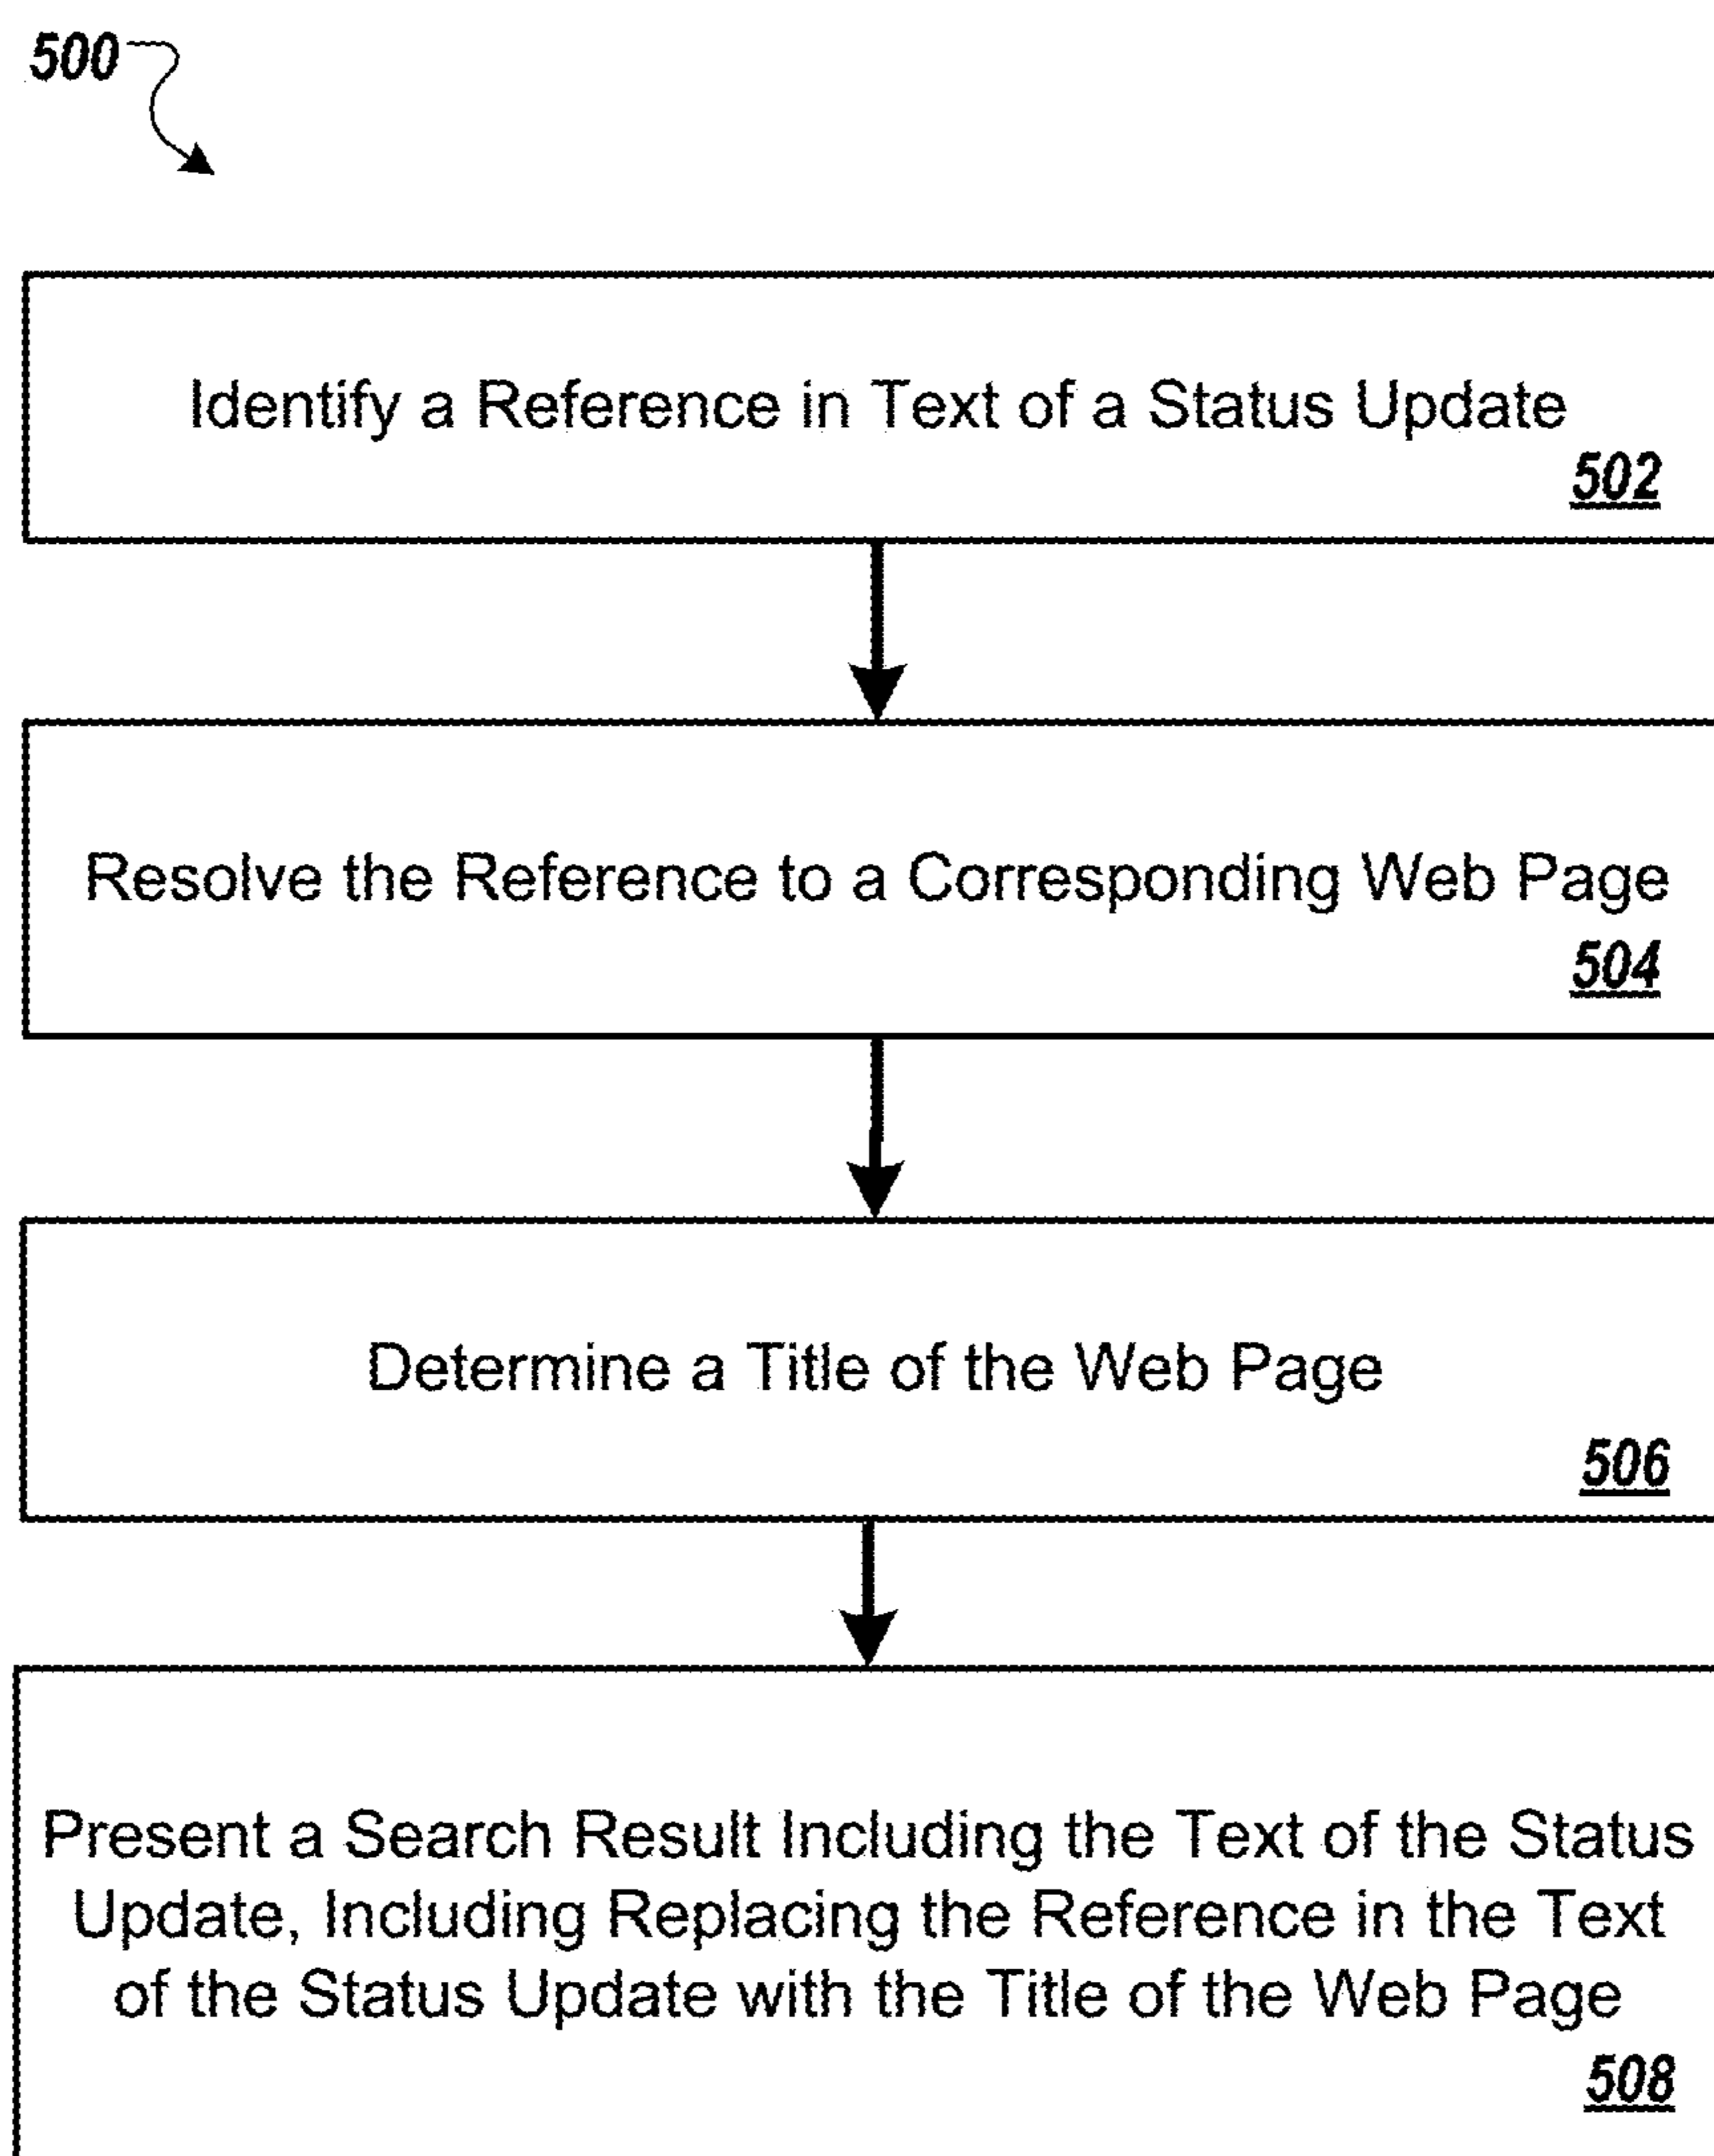 500
Identify a Reference in Text of a Status Update
502
Resolve the Reference to a Corresponding Web Page
504
Determine a Title of the Web Page
506
Present a Search Result Including the Text of the Status
Update, Including Replacing the Reference in the Text
of the Status Update with the Title of the Web Page
508